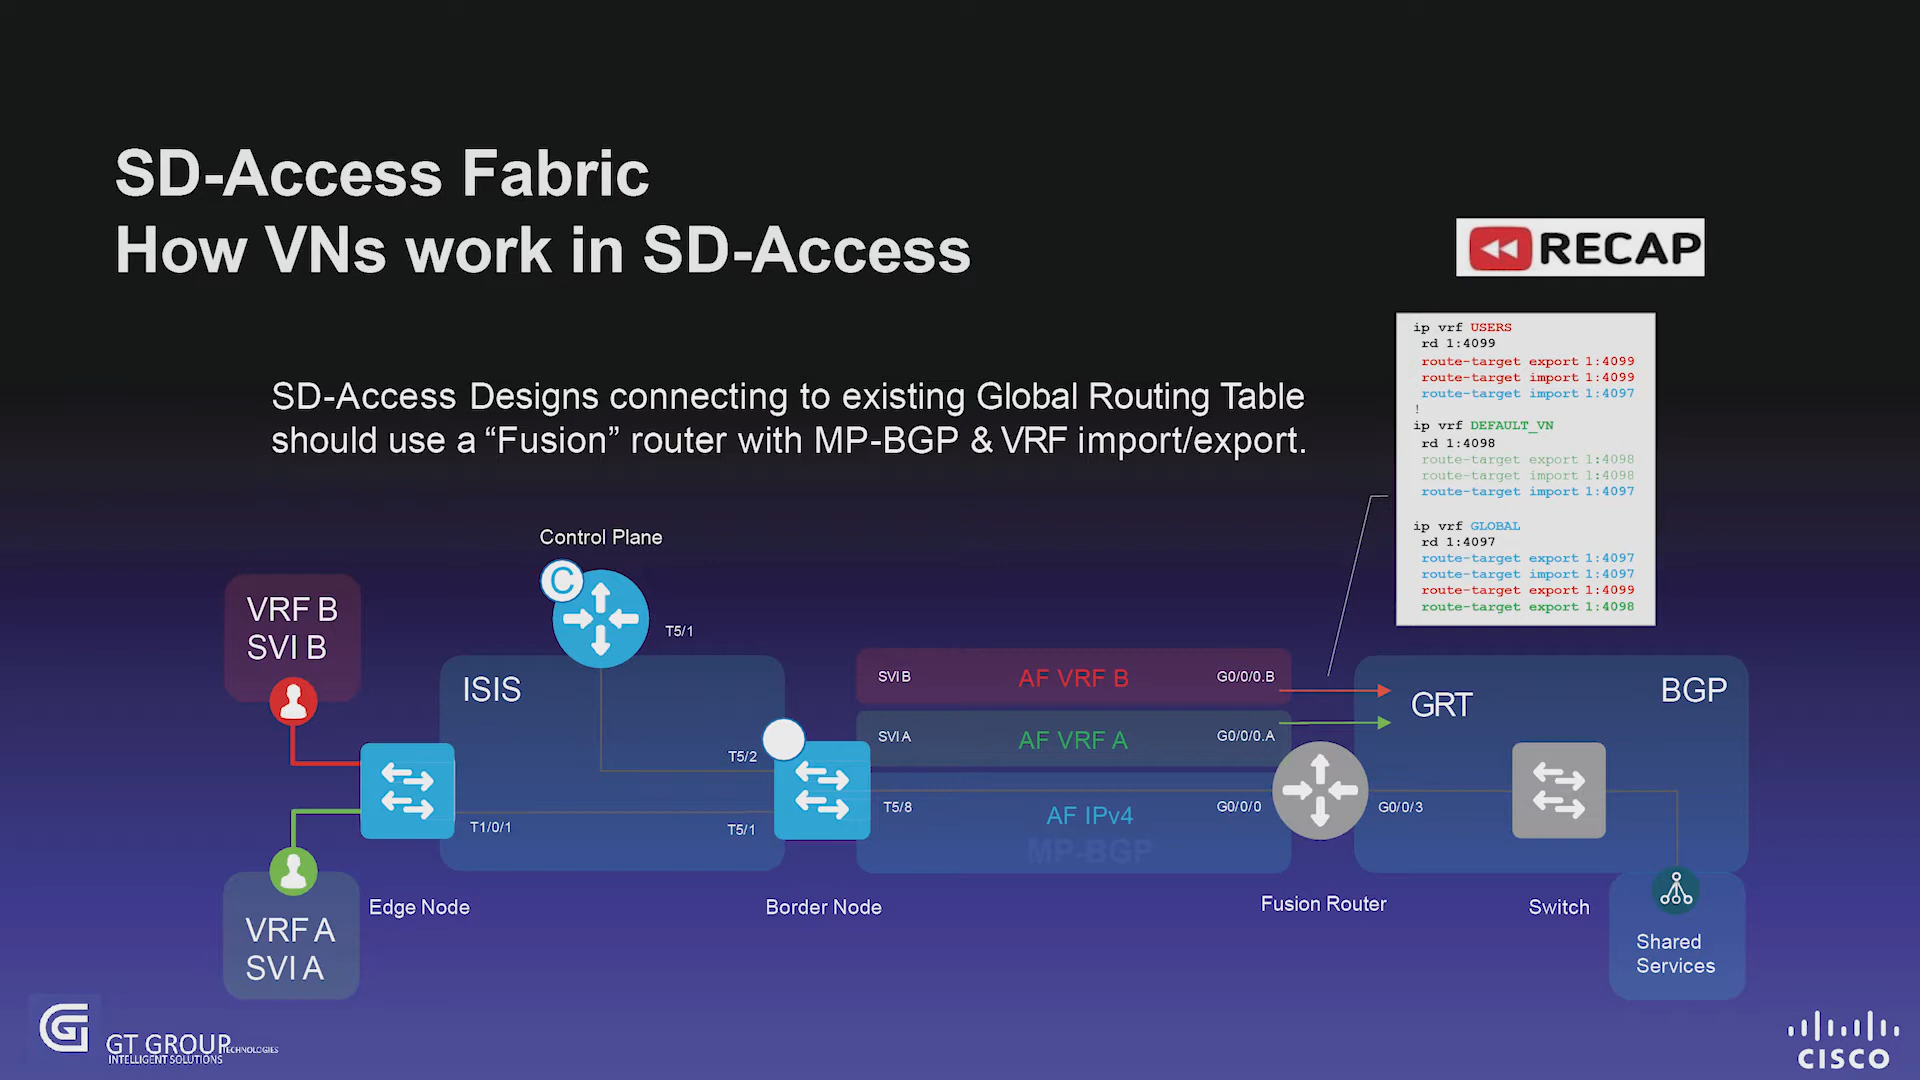 SD-Access Fabric
How VNs work in SD-Access
RECAP
SD-Access Designs connecting to existing Global Routing Table
should use a “Fusion” router with MP-BGP & VRF import/export.
ip vrf USERS
rd 1:4099
route-target export 1:4099
route-target import 1:4099
route-target import 1:4097
!
ip vrf DEFAULT_VN
rd 1:4098
route-target export 1:4098
route-target import 1:4098
route-target import 1:4097
ip vrf GLOBAL
rd 1:4097
route-target export 1:4097
route-target import 1:4097
route-target export 1:4099
route-target export 1:4098
Control Plane
C
T5/1
VRF B
SVI B
ISIS
SVI B
AF VRF B
G0/0/0.B
GRT
BGP
SVI A
AF VRF A
G0/0/0.A
T5/2
T5/8
AF IPv4
G0/0/0
G0/0/3
T1/0/1
T5/1
MP-BGP
Edge Node
Border Node
Fusion Router
Switch
VRF A
SVI A
Shared
Services
GT GROUP
TECHNOLOGIES
INTELLIGENT SOLUTIONS
CISCO